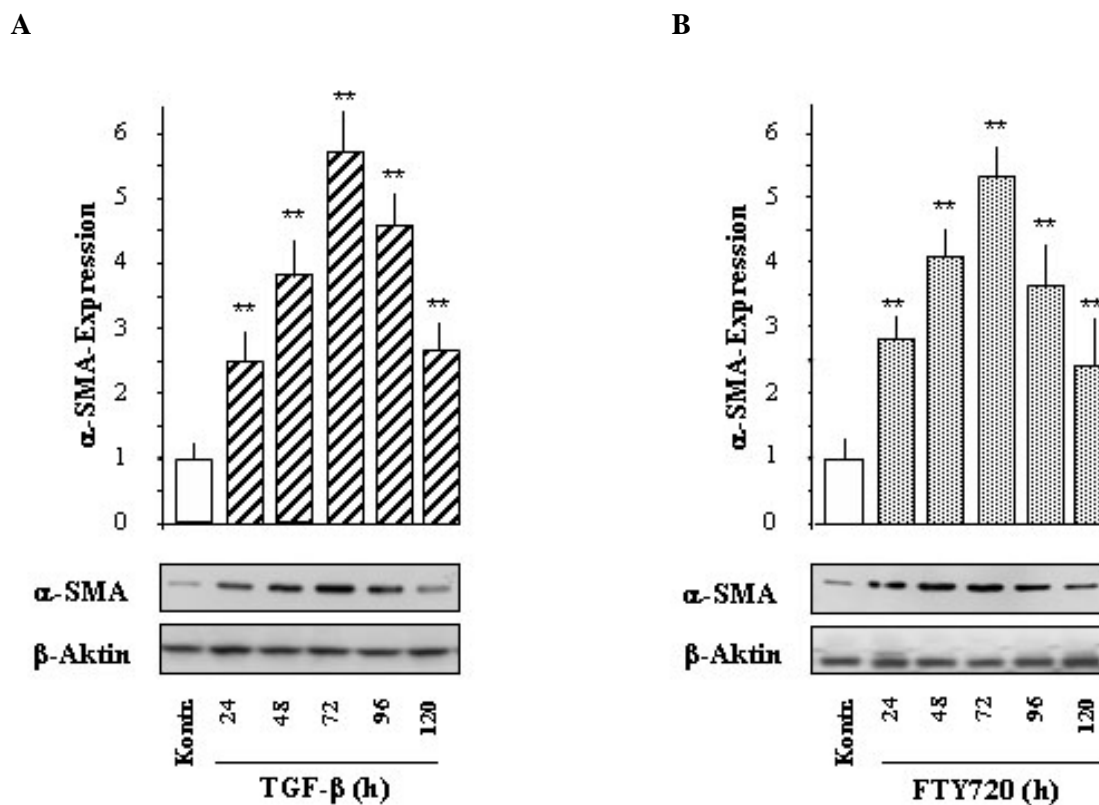 A
α-SMA-Expression
6
5
4
3
2
1
0
**
**
**
**
**
α-SMA
β-Aktin
Kontr.
24
48
72
96
120
TGF-β (h)
B
α-SMA-Expression
6
5
4
3
2
1
0
**
**
**
**
**
α-SMA
β-Aktin
Kontr.
24
48
72
96
120
FTY720 (h)